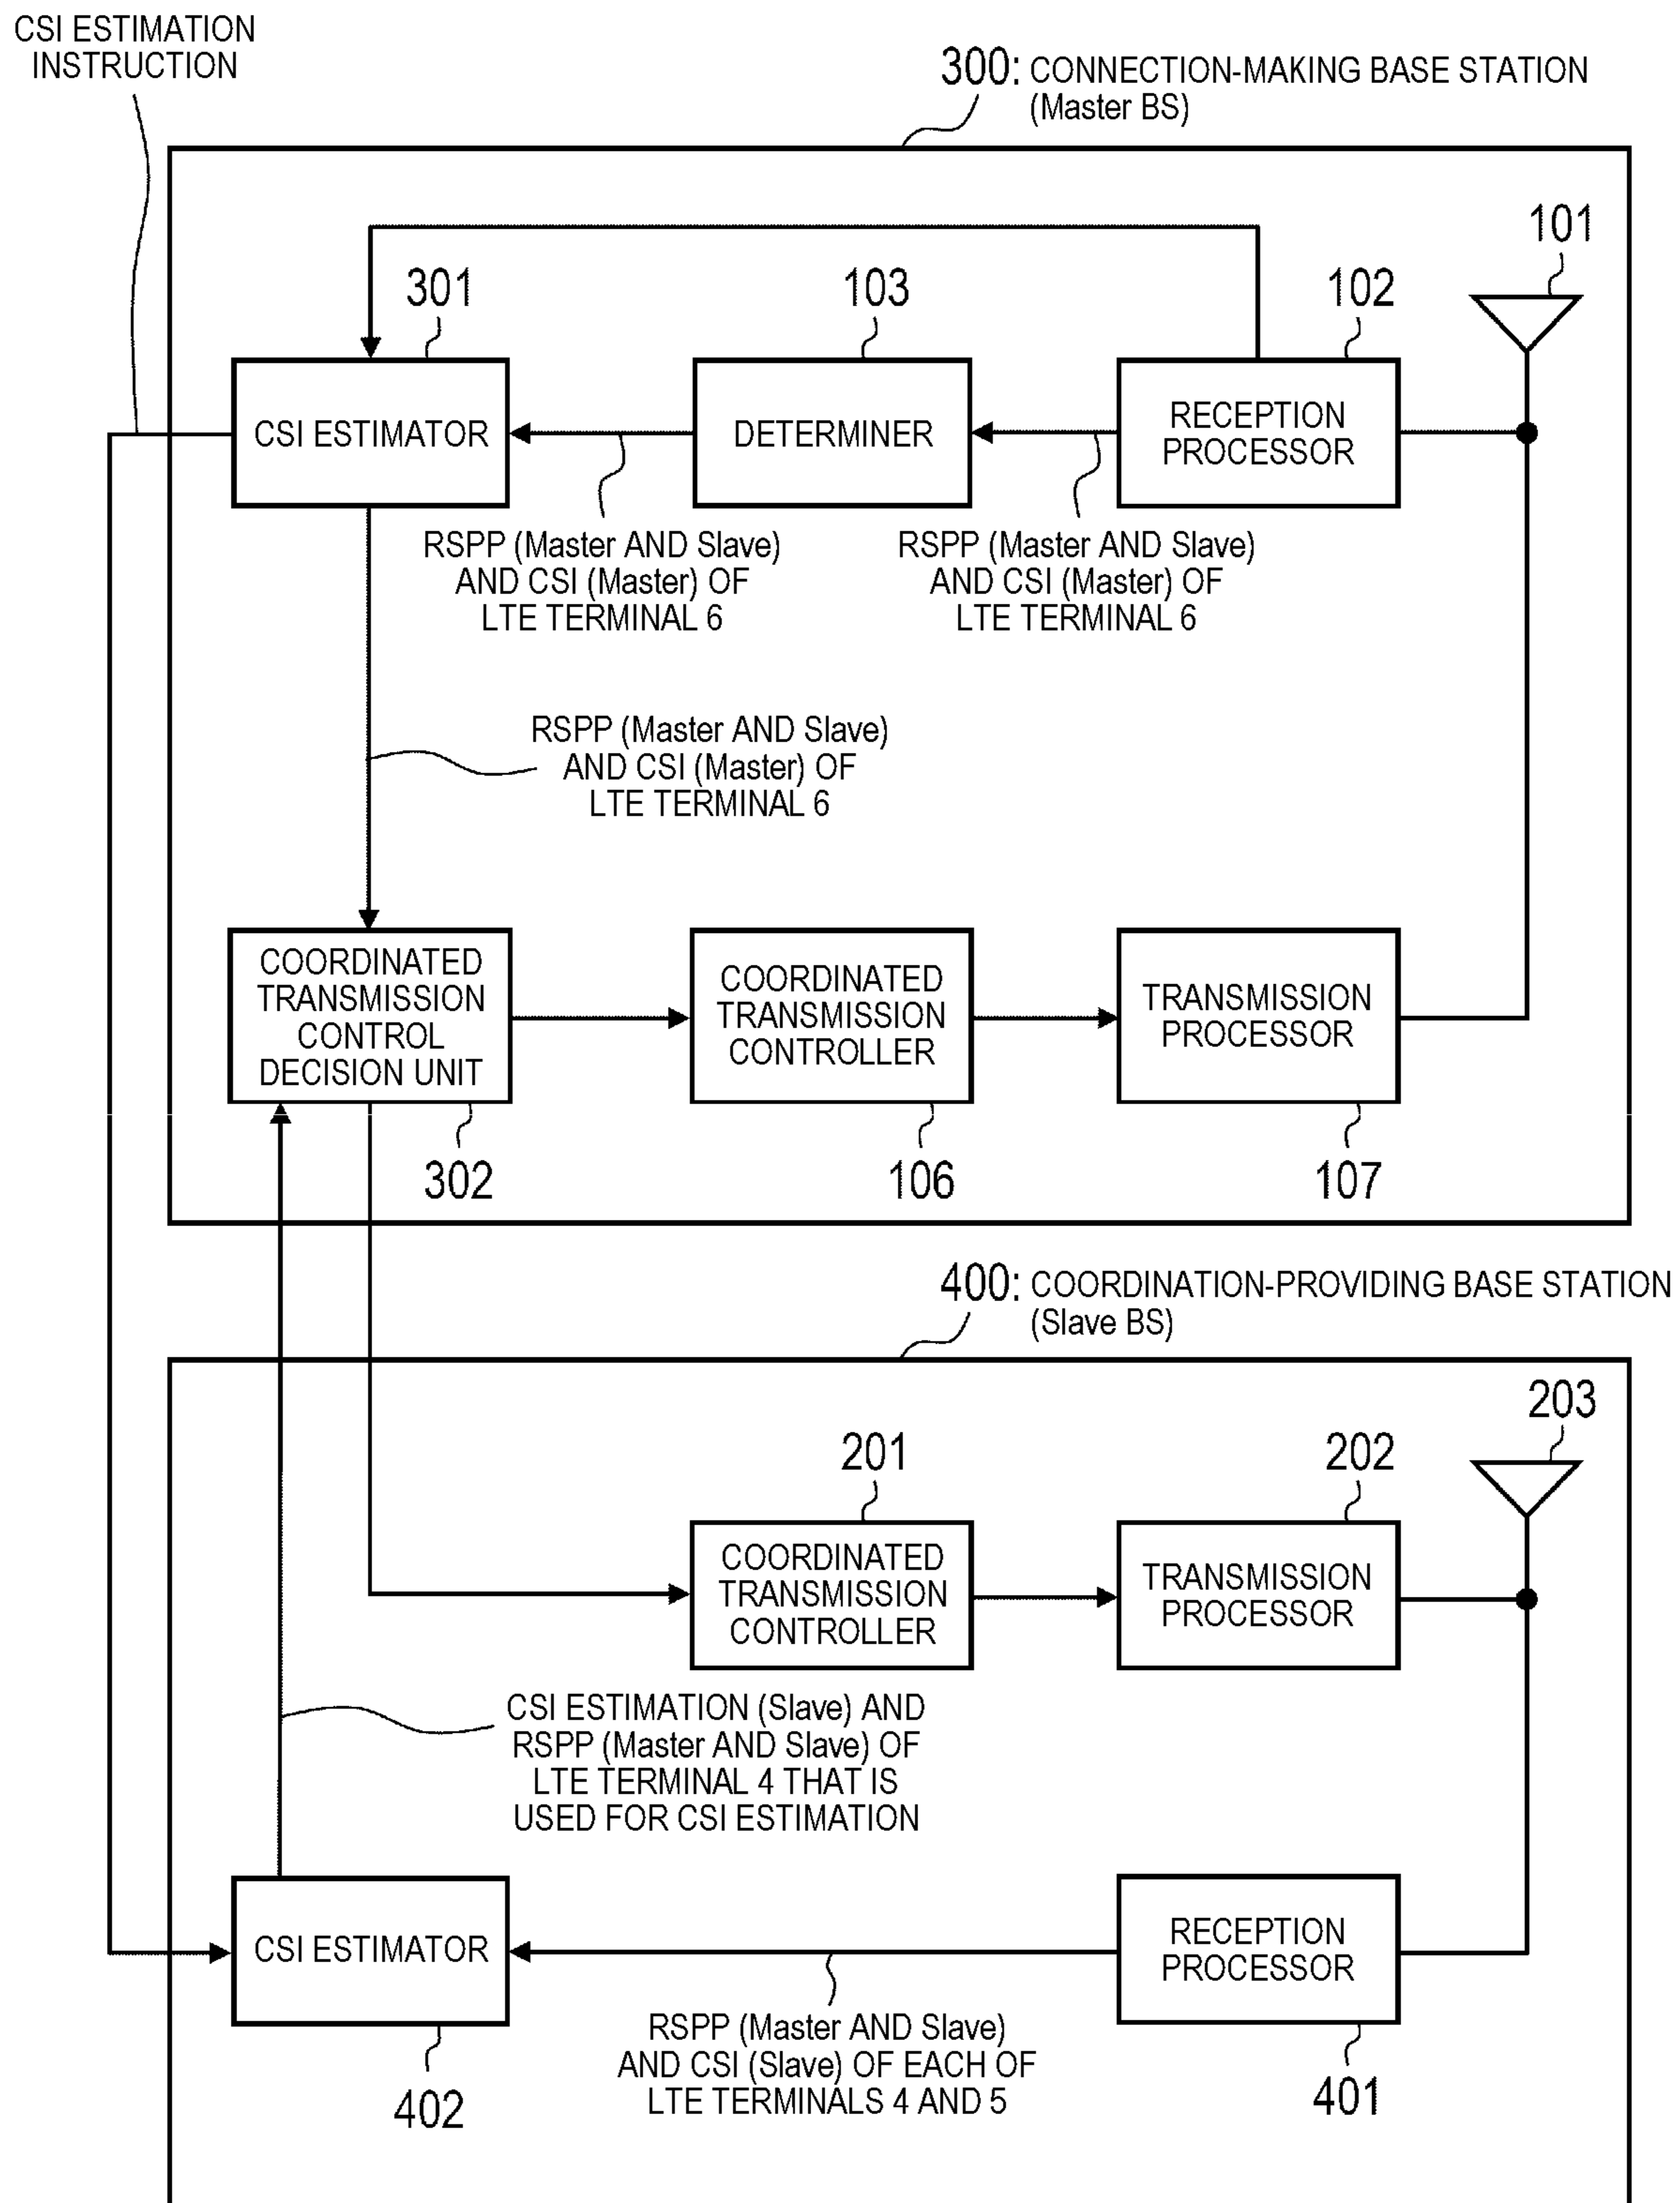 CSI ESTIMATION
INSTRUCTION
300: CONNECTION-MAKING BASE STATION
(Master BS)
101
301
103
102
CSI ESTIMATOR
DETERMINER
RECEPTION
PROCESSOR
RSPP (Master AND Slave)
AND CSI (Master) OF
LTE TERMINAL 6
RSPP (Master AND Slave)
AND CSI (Master) OF
LTE TERMINAL 6
RSPP (Master AND Slave)
AND CSI (Master) OF
LTE TERMINAL 6
COORDINATED
TRANSMISSION
CONTROL
DECISION UNIT
COORDINATED
TRANSMISSION
CONTROLLER
TRANSMISSION
PROCESSOR
302
106
107
400: COORDINATION-PROVIDING BASE STATION
(Slave BS)
203
201
202
COORDINATED
TRANSMISSION
CONTROLLER
TRANSMISSION
PROCESSOR
CSI ESTIMATION (Slave) AND
RSPP (Master AND Slave) OF
LTE TERMINAL 4 THAT IS
USED FOR CSI ESTIMATION
CSI ESTIMATOR
RECEPTION
PROCESSOR
RSPP (Master AND Slave)
AND CSI (Slave) OF EACH OF
LTE TERMINALS 4 AND 5
402
401